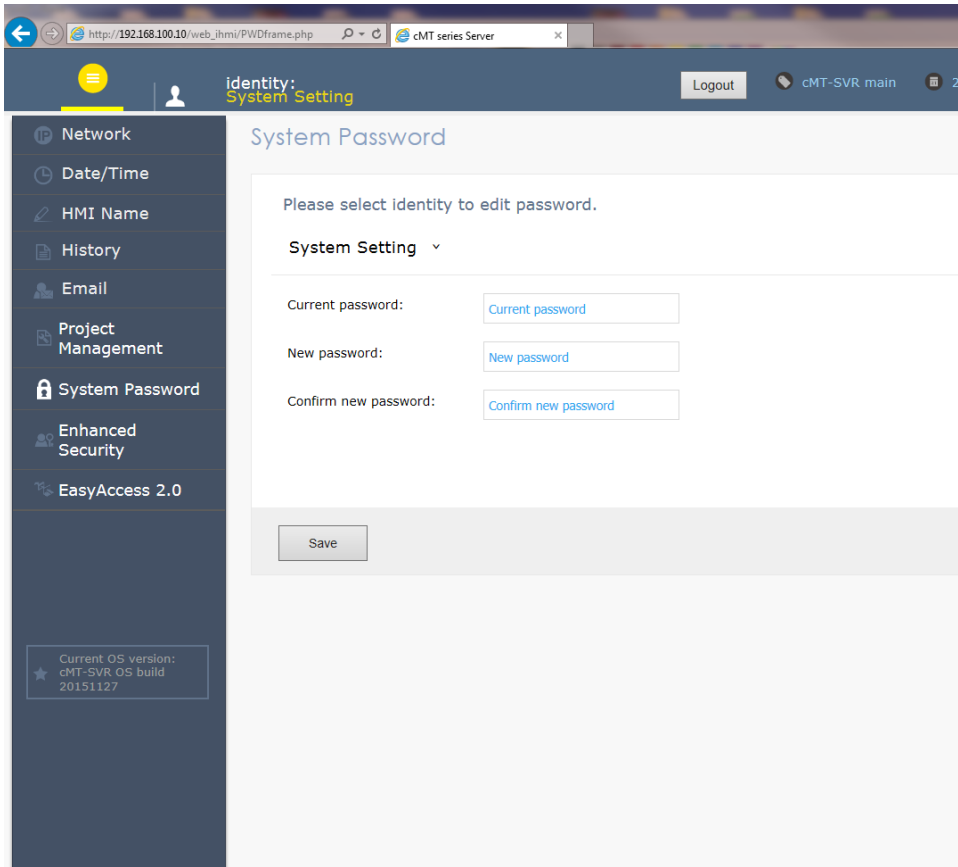 http://192.168.100.10/web_ihmi/PWDframe.php
cMT series Server
identity:
System Setting
Logout
cMT-SVR main
2
Network
Date/Time
HMI Name
History
Email
Project
Management
System Password
Enhanced
Security
EasyAccess 2.0
Current OS version:
cMT-SVR OS build
20151127
System Password
Please select identity to edit password.
System Setting
Current password:
Current password
New password:
New password
Confirm new password:
Confirm new password
Save